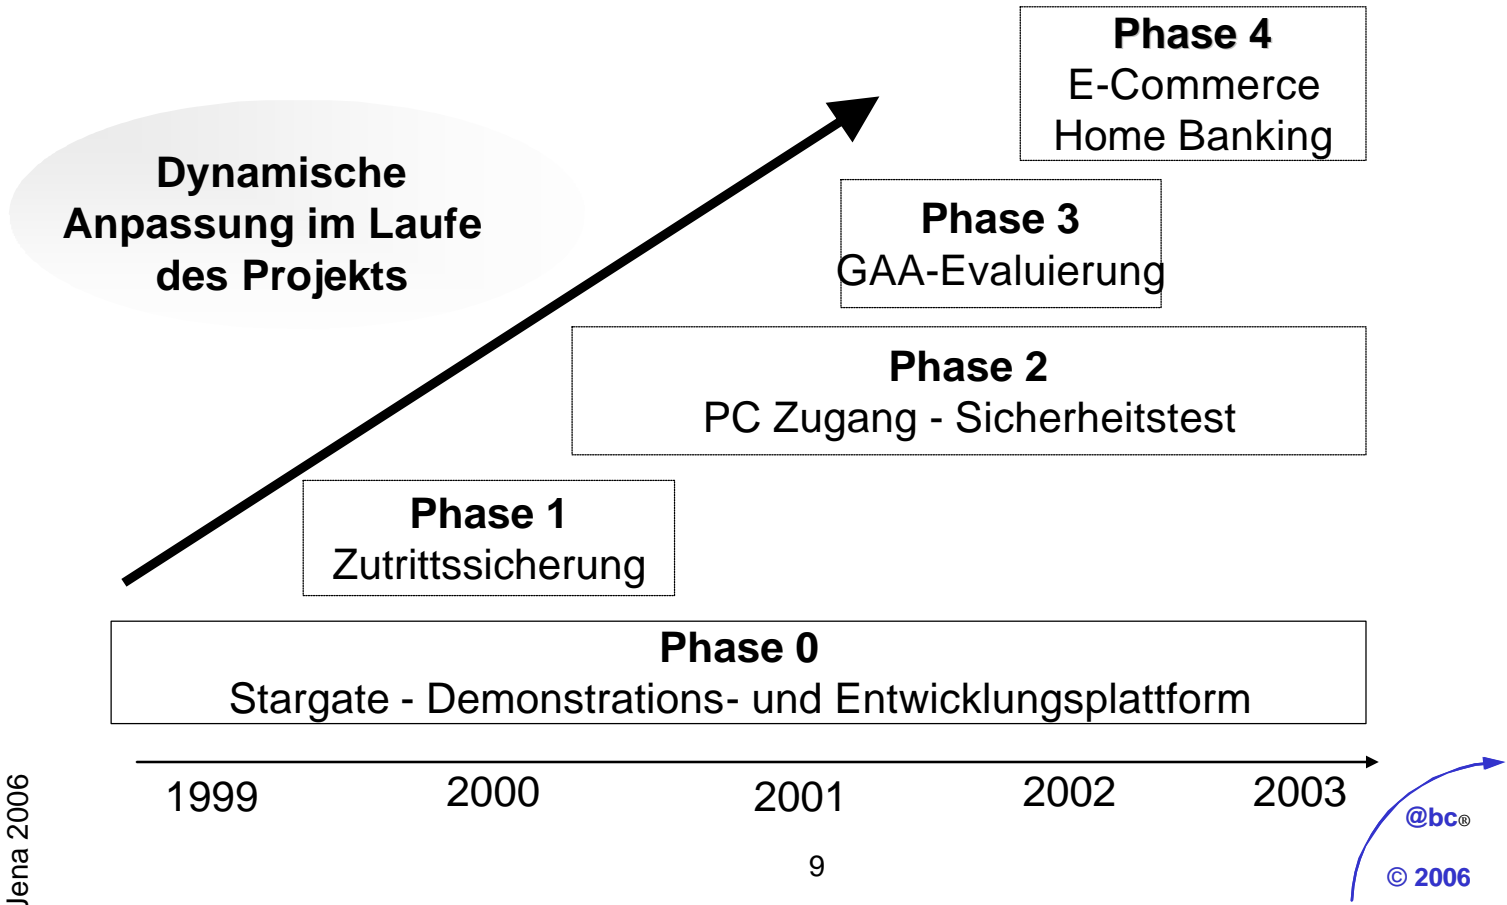 Phase 4
E-Commerce
Home Banking
Dynamische
Anpassung im Laufe
des Projekts
Phase 3
GAA-Evaluierung
Phase 2
PC Zugang - Sicherheitstest
Phase 1
Zutrittssicherung
Phase 0
Stargate - Demonstrations- und Entwicklungsplattform
1999 2000 2001 2002 2003
Jena 2006
9
@bc®
© 2006